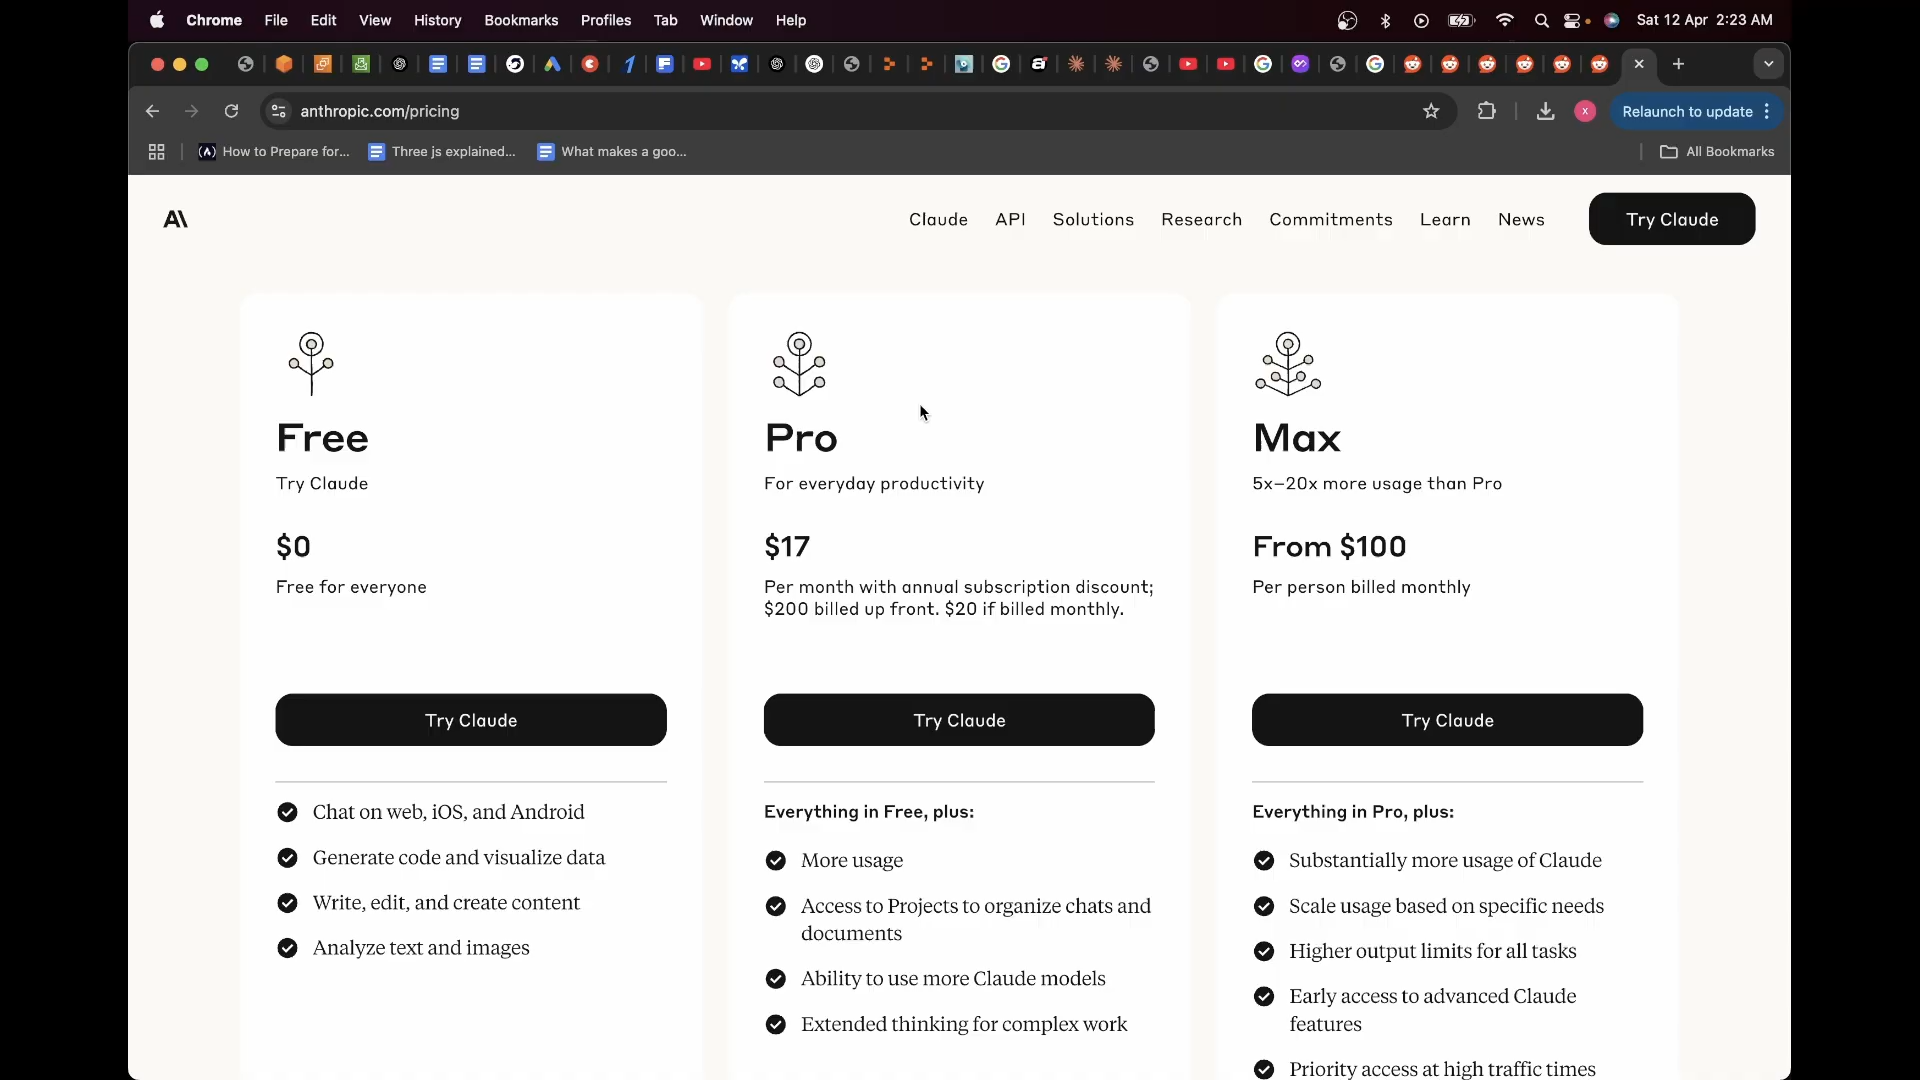 Chrome File Edit View History Bookmarks Profiles Tab Window Help Sat 12 Apr 2:23 AM
anthropic.com/pricing Relaunch to update
How to Prepare for... Three js explained... What makes a goo... All Bookmarks
Claude API Solutions Research Commitments Learn News Try Claude
Free
Try Claude
$0
Free for everyone
Try Claude
Chat on web, iOS, and Android
Generate code and visualize data
Write, edit, and create content
Analyze text and images
Pro
For everyday productivity
$17
Per month with annual subscription discount;
$200 billed up front. $20 if billed monthly.
Try Claude
Everything in Free, plus:
More usage
Access to Projects to organize chats and
documents
Ability to use more Claude models
Extended thinking for complex work
Max
5x–20x more usage than Pro
From $100
Per person billed monthly
Try Claude
Everything in Pro, plus:
Substantially more usage of Claude
Scale usage based on specific needs
Higher output limits for all tasks
Early access to advanced Claude
features
Priority access at high traffic times